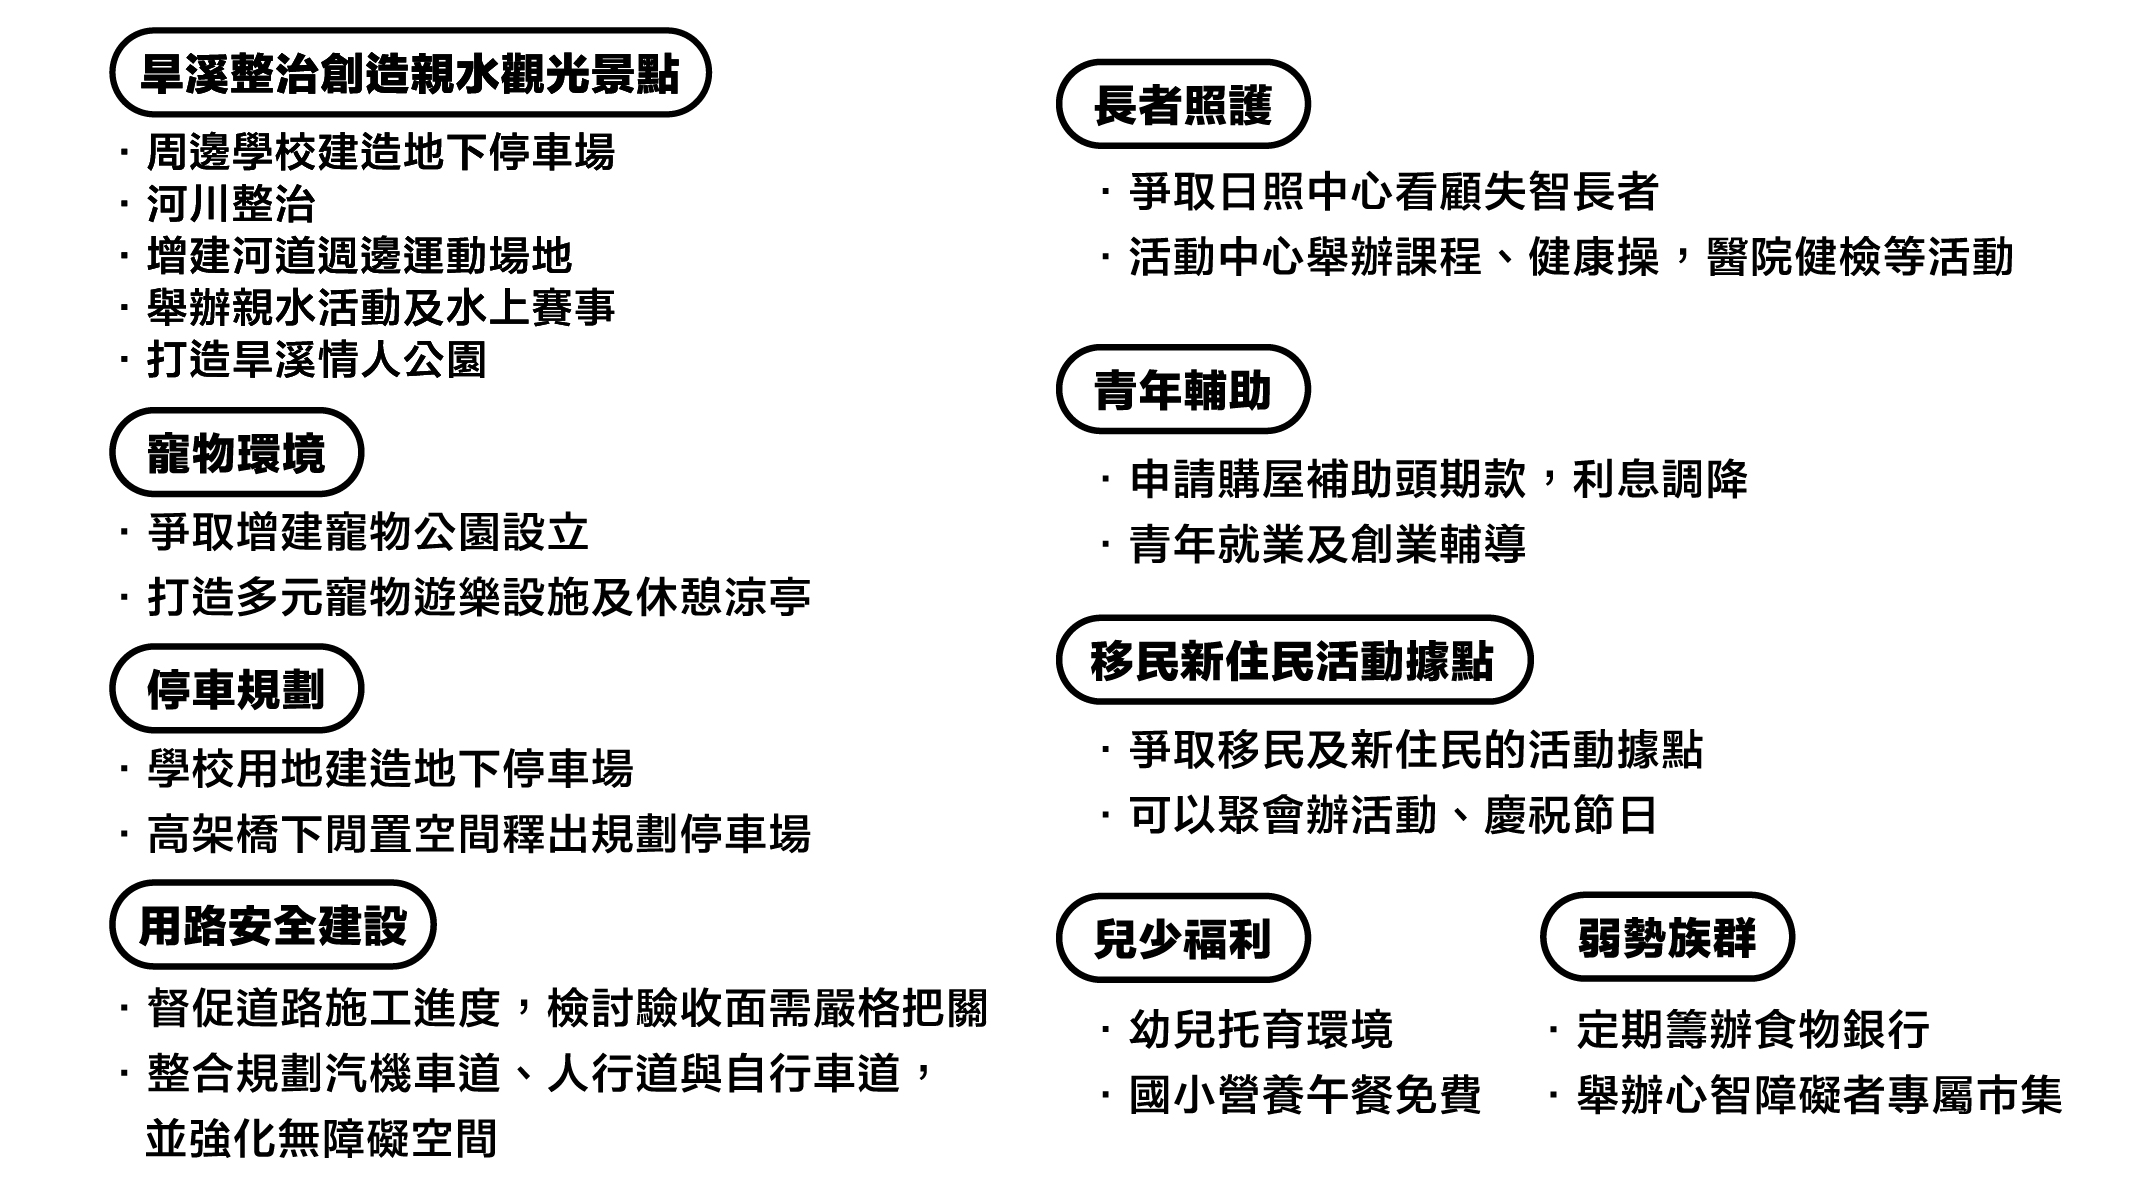 旱溪整治創造親水觀光景點
·周邊學校建造地下停車場
·河川整治
·增建河道週邊運動場地
·舉辦親水活動及水上賽事
·打造旱溪情人公園
寵物環境
·爭取增建寵物公園設立
·打造多元寵物遊樂設施及休憩涼亭
停車規劃
·學校用地建造地下停車場
·高架橋下閒置空間釋出規劃停車場
用路安全建設
·督促道路施工進度，檢討驗收面需嚴格把關
·整合規劃汽機車道、人行道與自行車道，
並強化無障礙空間
長者照護
·爭取日照中心看顧失智長者
·活動中心舉辦課程、健康操，醫院健檢等活動
青年輔助
·申請購屋補助頭期款，利息調降
·青年就業及創業輔導
移民新住民活動據點
·爭取移民及新住民的活動據點
·可以聚會辦活動、慶祝節日
兒少福利
·幼兒托育環境
·國小營養午餐免費
弱勢族群
·定期籌辦食物銀行
·舉辦心智障礙者專屬市集